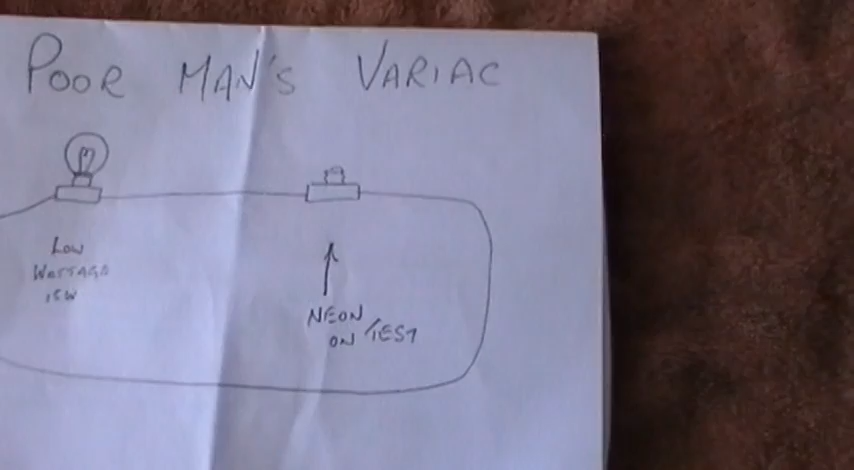 POOR MAN'S VARIAC
LOW
WATTAGE
15W
NEON
ON TEST